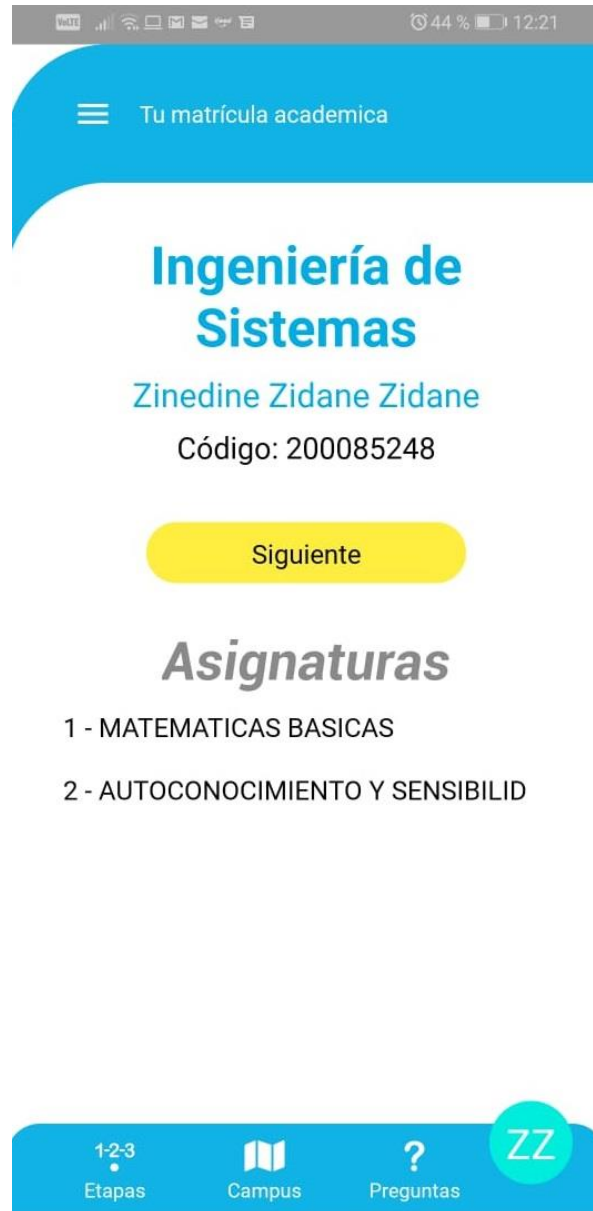 VoLTE 44 % 12:21
Tu matrícula academica
Ingeniería de
Sistemas
Zinedine Zidane Zidane
Código: 200085248
Siguiente
Asignaturas
1 - MATEMATICAS BASICAS
2 - AUTOCONOCIMIENTO Y SENSIBILID
1-2-3
Etapas
Campus
?
Preguntas
ZZ